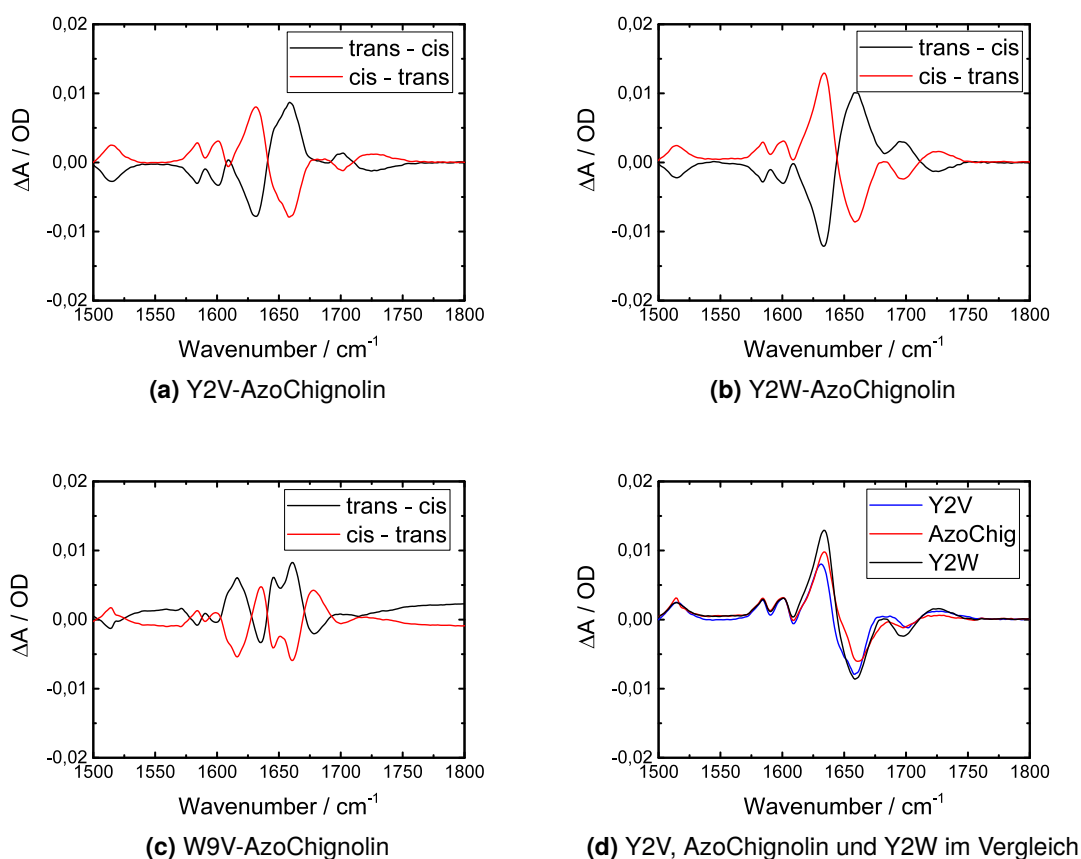 0,02
0,01
0,00
-0,01
-0,02
ΔA / OD
trans - cis
cis - trans
1500 1550 1600 1650 1700 1750 1800
Wavenumber / cm⁻¹
(a) Y2V-AzoChignolin
0,02
0,01
0,00
-0,01
-0,02
ΔA / OD
trans - cis
cis - trans
1500 1550 1600 1650 1700 1750 1800
Wavenumber / cm⁻¹
(b) Y2W-AzoChignolin
0,02
0,01
0,00
-0,01
-0,02
ΔA / OD
trans - cis
cis - trans
1500 1550 1600 1650 1700 1750 1800
Wavenumber / cm⁻¹
(c) W9V-AzoChignolin
0,02
0,01
0,00
-0,01
-0,02
ΔA / OD
Y2V
AzoChig
Y2W
1500 1550 1600 1650 1700 1750 1800
Wavenumber / cm⁻¹
(d) Y2V, AzoChignolin und Y2W im Vergleich